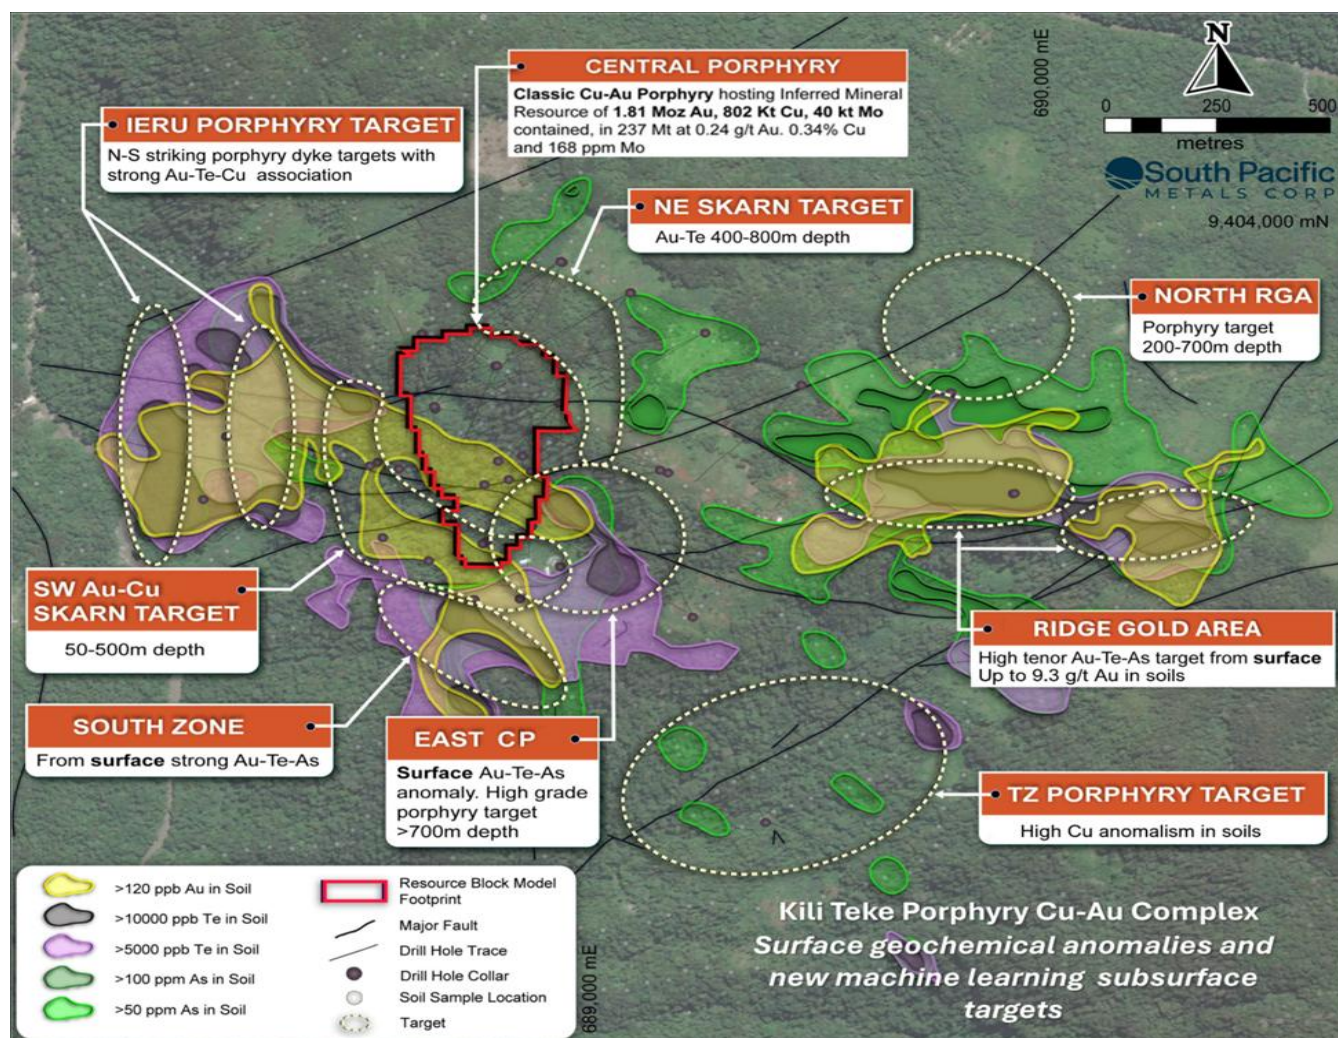 CENTRAL PORPHYRY
Classic Cu-Au Porphyry hosting Inferred Mineral
Resource of 1.81 Moz Au, 802 Kt Cu, 40 kt Mo
contained, in 237 Mt at 0.24 g/t Au. 0.34% Cu
and 168 ppm Mo
690,000 mE
N
0 250 500
metres
South Pacific
METALS CORP
9,404,000 mN
IERU PORPHYRY TARGET
N-S striking porphyry dyke targets with
strong Au-Te-Cu association
NE SKARN TARGET
Au-Te 400-800m depth
NORTH RGA
Porphyry target
200-700m depth
SW Au-Cu
SKARN TARGET
50-500m depth
RIDGE GOLD AREA
High tenor Au-Te-As target from surface
Up to 9.3 g/t Au in soils
SOUTH ZONE
From surface strong Au-Te-As
EAST CP
Surface Au-Te-As
anomaly. High grade
porphyry target
>700m depth
TZ PORPHYRY TARGET
High Cu anomalism in soils
>120 ppb Au in Soil
>10000 ppb Te in Soil
>5000 ppb Te in Soil
>100 ppm As in Soil
>50 ppm As in Soil
Resource Block Model
Footprint
Major Fault
Drill Hole Trace
Drill Hole Collar
Soil Sample Location
Target
689,000 mE
Kili Teke Porphyry Cu-Au Complex
Surface geochemical anomalies and
new machine learning subsurface
targets